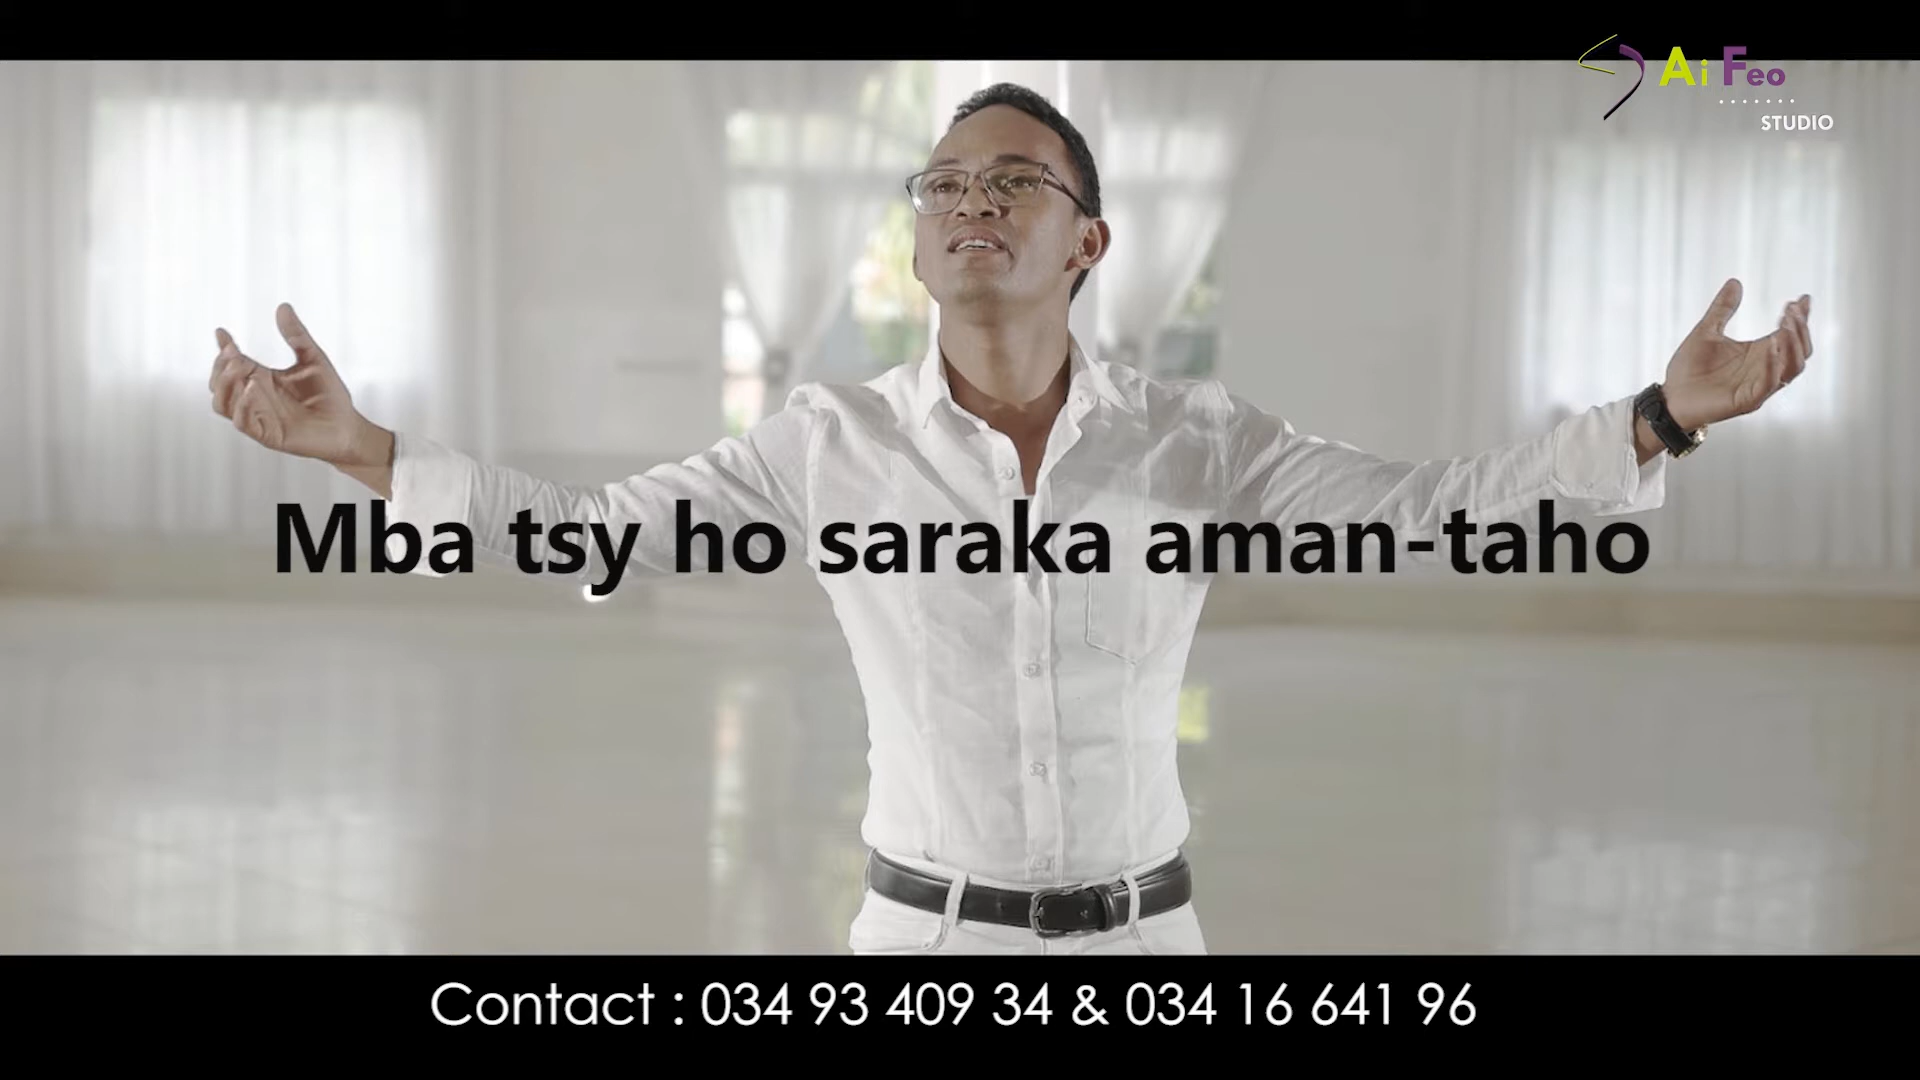 Ai Feo
STUDIO
Mba tsy ho saraka aman-taho
Contact : 034 93 409 34 & 034 16 641 96